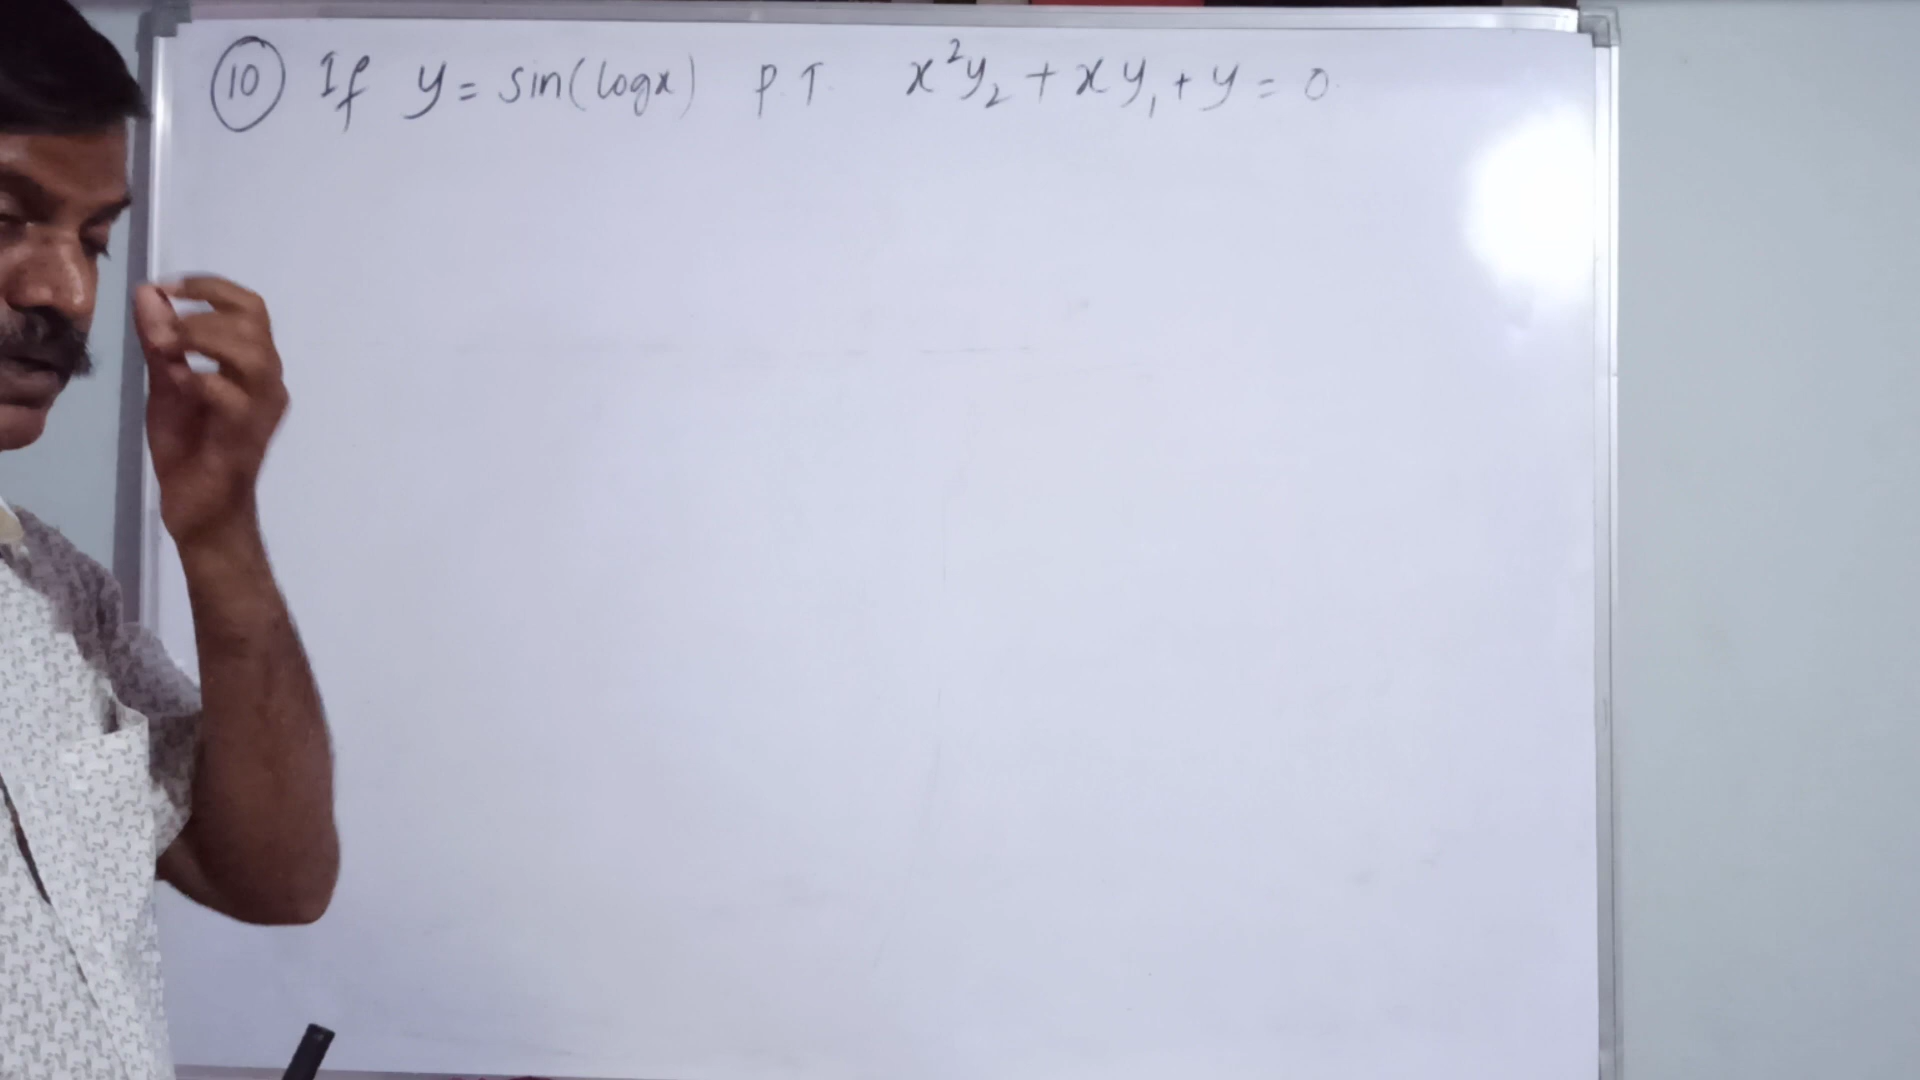 10 If y = sin(logx) P.T. x²y₂ + xy₁ + y = 0.